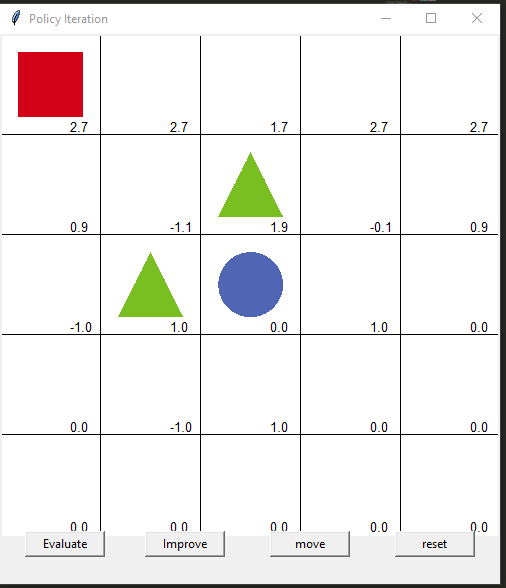 Policy Iteration
2.7 2.7 1.7 2.7 2.7
0.9 -1.1 1.9 -0.1 0.9
-1.0 1.0 0.0 1.0 0.0
0.0 -1.0 1.0 0.0 0.0
0.0 0.0 0.0 0.0 0.0
Evaluate Improve move reset